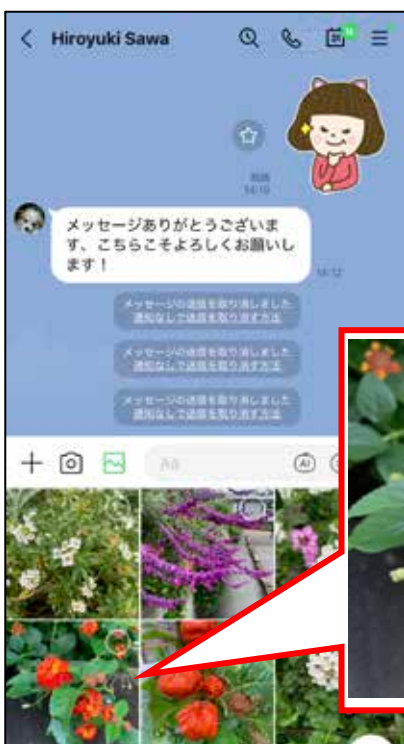 Hiroyuki Sawa
既読
14:10
メッセージありがとうございま
す、こちらこそよろしくお願いし
ます！
14:12
メッセージの送信を取り消しました
通知なしで送信を取り消す方法
メッセージの送信を取り消しました
通知なしで送信を取り消す方法
メッセージの送信を取り消しました
通知なしで送信を取り消す方法
Aa
AI